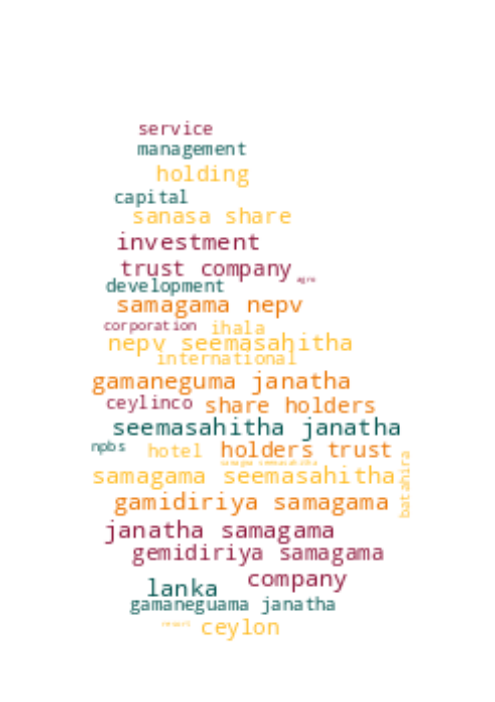 service
management
holding
capital
sanasa share
investment
trust company
agro
development
samagama nepv
corporation ihala
nepv seemasahitha
international
gamaneguma janatha
ceylinco share holders
seemasahitha janatha
npbs hotel holders trust
samagama seemasahitha
batahira
gamidiriya samagama
janatha samagama
gemidiriya samagama
company
lanka
gamaneguama janatha
ceylon